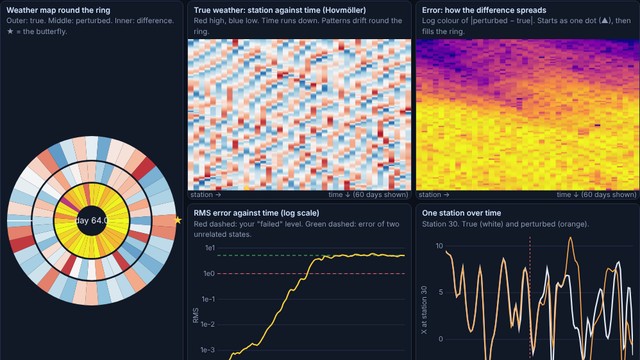 Weather map round the ring
Outer: true. Middle: perturbed. Inner: difference.
★ = the butterfly.
day 64.0
True weather: station against time (Hovmöller)
Red high, blue low. Time runs down. Patterns drift round the
ring.
station →
time ↓ (60 days shown)
Error: how the difference spreads
Log colour of |perturbed − true|. Starts as one dot (▲), then
fills the ring.
station →
time ↓ (60 days shown)
RMS error against time (log scale)
Red dashed: your "failed" level. Green dashed: error of two
unrelated states.
RMS
1e1
1e0
1e-1
1e-2
1e-3
One station over time
Station 30. True (white) and perturbed (orange).
X at station 30
10
5
0